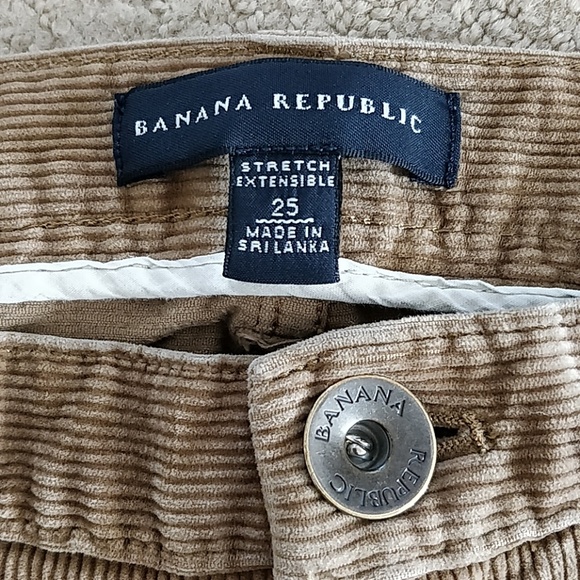 BANANA REPUBLIC
STRETCH
EXTENSIBLE
25
MADE IN
SRI LANKA
BANANA
REPUBLIC